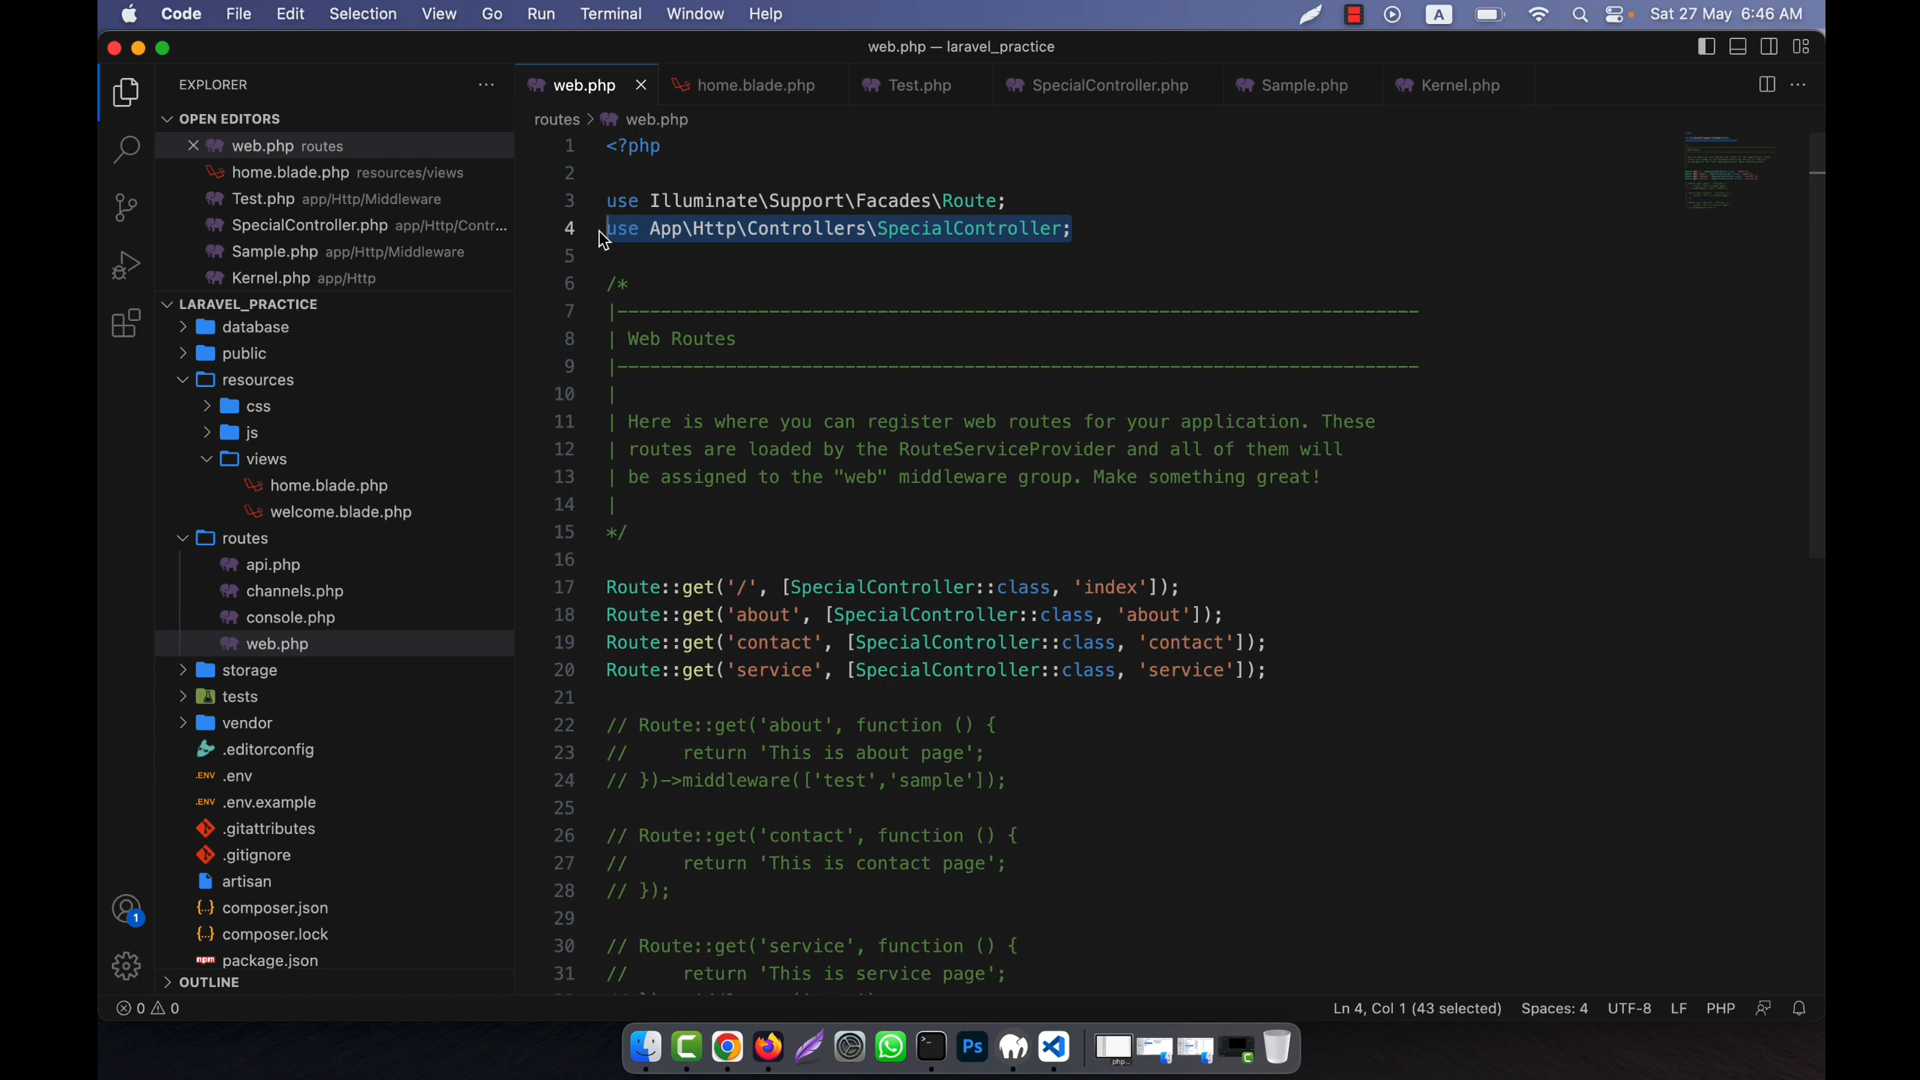 Code File Edit Selection View Go Run Terminal Window Help A Sat 27 May 6:46 AM
web.php — laravel_practice
EXPLORER
web.php home.blade.php Test.php SpecialController.php Sample.php Kernel.php
OPEN EDITORS
web.php routes
home.blade.php resources/views
Test.php app/Http/Middleware
SpecialController.php app/Http/Contr...
Sample.php app/Http/Middleware
Kernel.php app/Http
LARAVEL_PRACTICE
database
public
resources
css
js
views
home.blade.php
welcome.blade.php
routes
api.php
channels.php
console.php
web.php
storage
tests
vendor
.editorconfig
.ENV .env
.ENV .env.example
.gitattributes
.gitignore
artisan
{..} composer.json
{..} composer.lock
npm package.json
OUTLINE
routes > web.php
1 <?php
2
3 use Illuminate\Support\Facades\Route;
4 use App\Http\Controllers\SpecialController;
5
6 /*
7 |--------------------------------------------------------------------------
8 | Web Routes
9 |--------------------------------------------------------------------------
10 |
11 | Here is where you can register web routes for your application. These
12 | routes are loaded by the RouteServiceProvider and all of them will
13 | be assigned to the "web" middleware group. Make something great!
14 |
15 */
16
17 Route::get('/', [SpecialController::class, 'index']);
18 Route::get('about', [SpecialController::class, 'about']);
19 Route::get('contact', [SpecialController::class, 'contact']);
20 Route::get('service', [SpecialController::class, 'service']);
21
22 // Route::get('about', function () {
23 //     return 'This is about page';
24 // })->middleware(['test','sample']);
25
26 // Route::get('contact', function () {
27 //     return 'This is contact page';
28 // });
29
30 // Route::get('service', function () {
31 //     return 'This is service page';
0 0 Ln 4, Col 1 (43 selected) Spaces: 4 UTF-8 LF PHP
1
Ps
php...